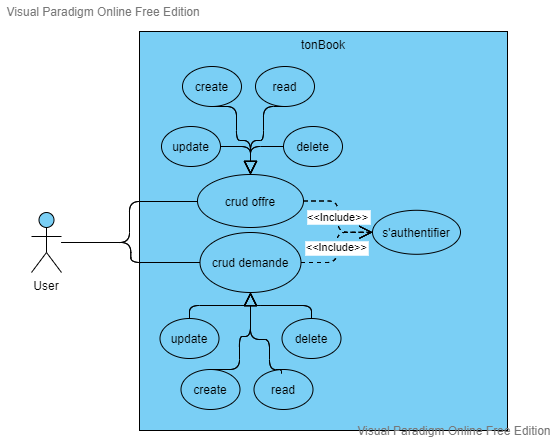 Visual Paradigm Online Free Edition
tonBook
create
read
update
delete
crud offre
<<Include>>
s'authentifier
<<Include>>
crud demande
User
update
delete
create
read
Visual Paradigm Online Free Edition